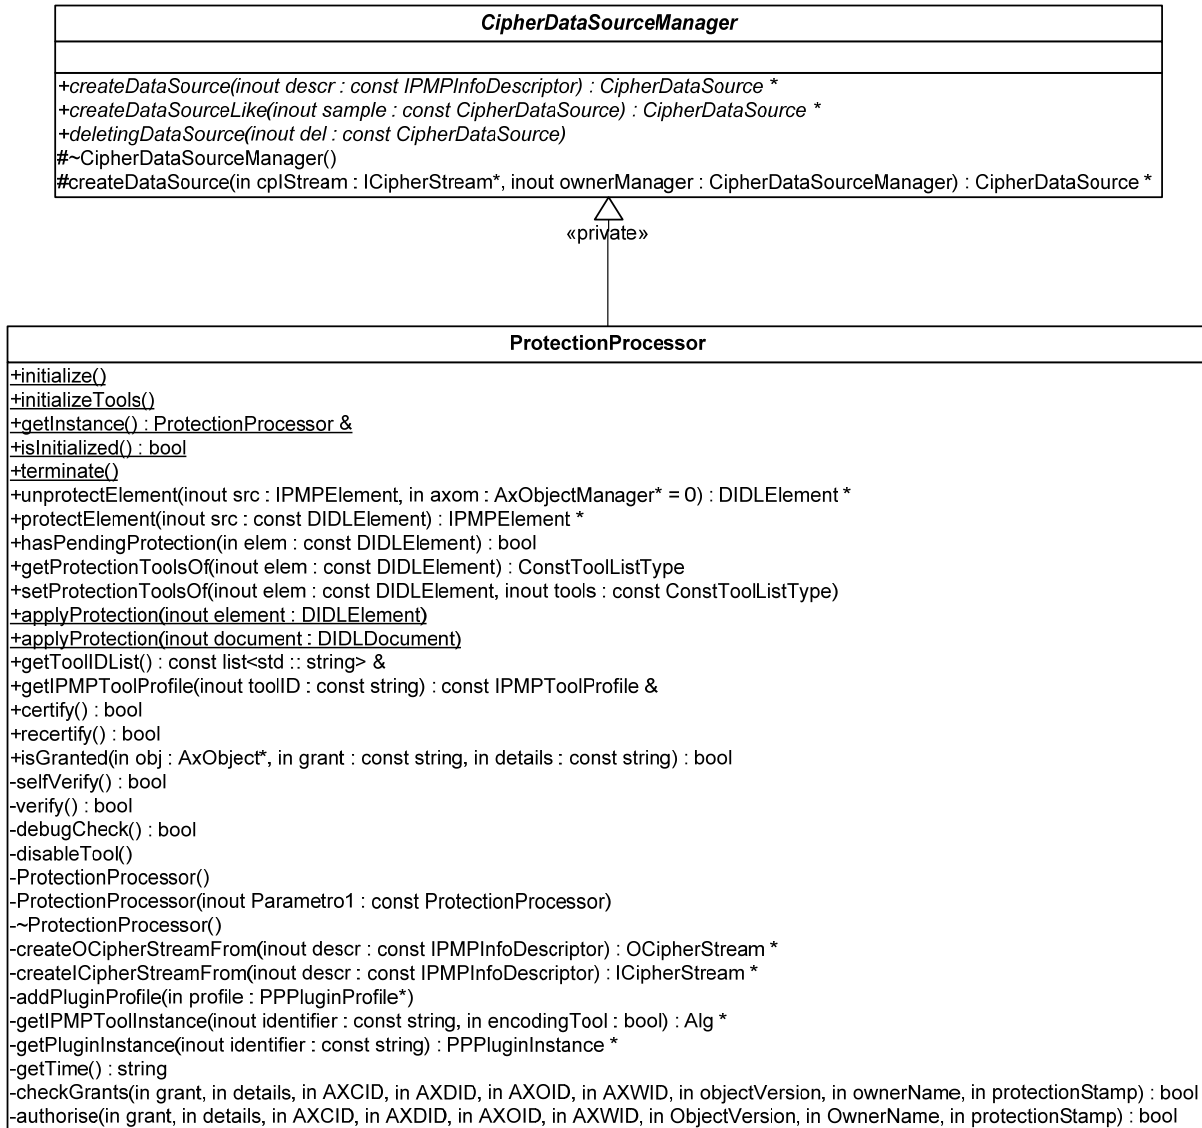 CipherDataSourceManager
+createDataSource(inout descr : const IPMPInfoDescriptor) : CipherDataSource *
+createDataSourceLike(inout sample : const CipherDataSource) : CipherDataSource *
+deletingDataSource(inout del : const CipherDataSource)
#~CipherDataSourceManager()
#createDataSource(in cplStream : ICipherStream*, inout ownerManager : CipherDataSourceManager) : CipherDataSource *
«private»
ProtectionProcessor
+initialize()
+initializeTools()
+getInstance() : ProtectionProcessor &
+isInitialized() : bool
+terminate()
+unprotectElement(inout src : IPMPElement, in axom : AxObjectManager* = 0) : DIDLElement *
+protectElement(inout src : const DIDLElement) : IPMPElement *
+hasPendingProtection(in elem : const DIDLElement) : bool
+getProtectionToolsOf(inout elem : const DIDLElement) : ConstToolListType
+setProtectionToolsOf(inout elem : const DIDLElement, inout tools : const ConstToolListType)
+applyProtection(inout element : DIDLElement)
+applyProtection(inout document : DIDLDocument)
+getToolIDList() : const list<std :: string> &
+getIPMPToolProfile(inout toolID : const string) : const IPMPToolProfile &
+certify() : bool
+recertify() : bool
+isGranted(in obj : AxObject*, in grant : const string, in details : const string) : bool
-selfVerify() : bool
-verify() : bool
-debugCheck() : bool
-disableTool()
-ProtectionProcessor()
-ProtectionProcessor(inout Parametro1 : const ProtectionProcessor)
-~ProtectionProcessor()
-createOCipherStreamFrom(inout descr : const IPMPInfoDescriptor) : OCipherStream *
-createICipherStreamFrom(inout descr : const IPMPInfoDescriptor) : ICipherStream *
-addPluginProfile(in profile : PPPluginProfile*)
-getIPMPToolInstance(inout identifier : const string, in encodingTool : bool) : Alg *
-getPluginInstance(inout identifier : const string) : PPPluginInstance *
-getTime() : string
-checkGrants(in grant, in details, in AXCID, in AXDID, in AXOID, in AXWID, in objectVersion, in ownerName, in protectionStamp) : bool
-authorise(in grant, in details, in AXCID, in AXDID, in AXOID, in AXWID, in ObjectVersion, in OwnerName, in protectionStamp) : bool